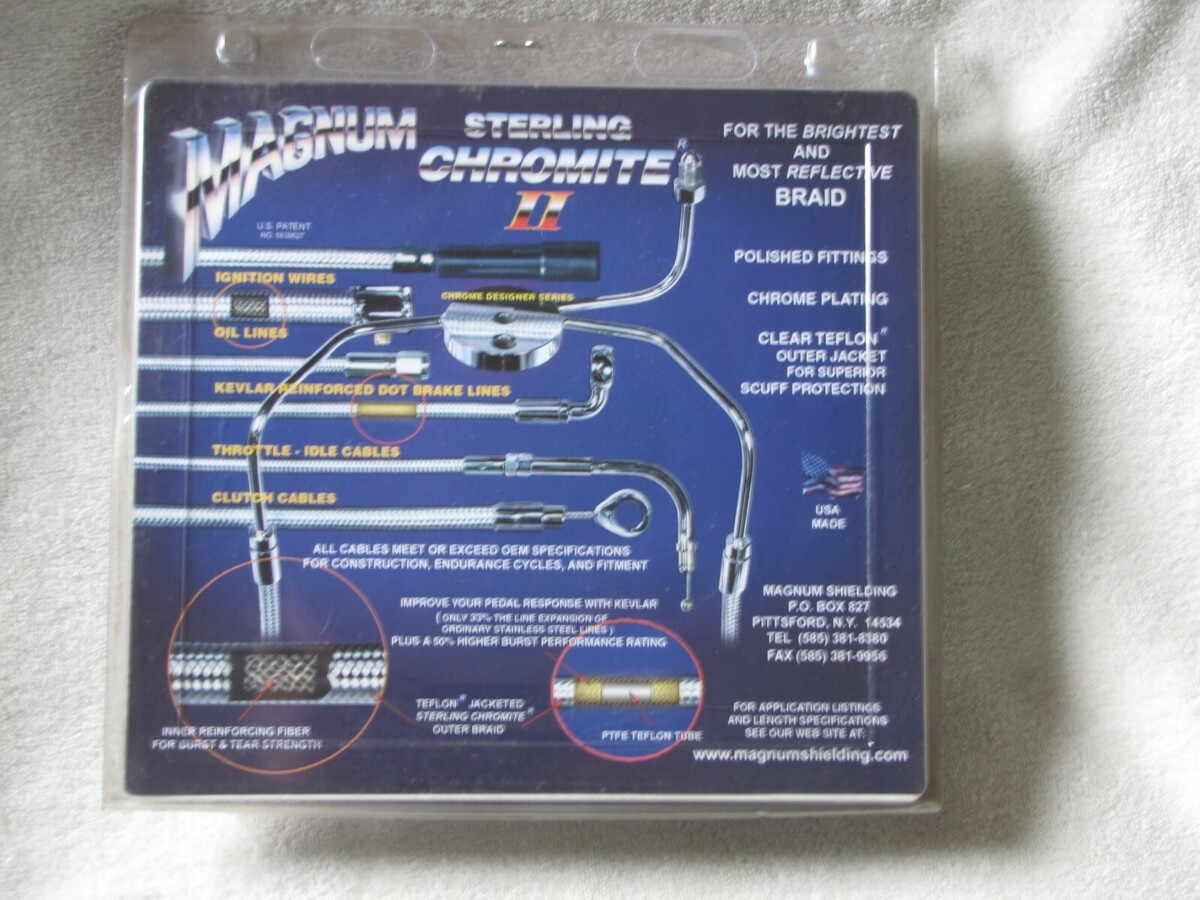 MAGNUM
STERLING
CHROMITE R
II
FOR THE BRIGHTEST
AND
MOST REFLECTIVE
BRAID
U.S. PATENT
IGNITION WIRES
OIL LINES
CHROME DESIGNER SERIES
KEVLAR REINFORCED DOT BRAKE LINES
THROTTLE - IDLE CABLES
CLUTCH CABLES
POLISHED FITTINGS
CHROME PLATING
CLEAR TEFLON R
OUTER JACKET
FOR SUPERIOR
SCUFF PROTECTION
USA
MADE
ALL CABLES MEET OR EXCEED OEM SPECIFICATIONS
FOR CONSTRUCTION, ENDURANCE CYCLES, AND FITMENT
IMPROVE YOUR PEDAL RESPONSE WITH KEVLAR
( ONLY 33% THE LINE EXPANSION OF
ORDINARY STAINLESS STEEL LINES )
PLUS A 50% HIGHER BURST PERFORMANCE RATING
MAGNUM SHIELDING
P.O. BOX 827
PITTSFORD, N.Y. 14534
TEL (585) 381-8380
FAX (585) 381-9956
INNER REINFORCING FIBER
FOR BURST & TEAR STRENGTH
TEFLON R JACKETED
STERLING CHROMITE R
OUTER BRAID
PTFE TEFLON TUBE
FOR APPLICATION LISTINGS
AND LENGTH SPECIFICATIONS
SEE OUR WEB SITE AT:
www.magnumshielding.com